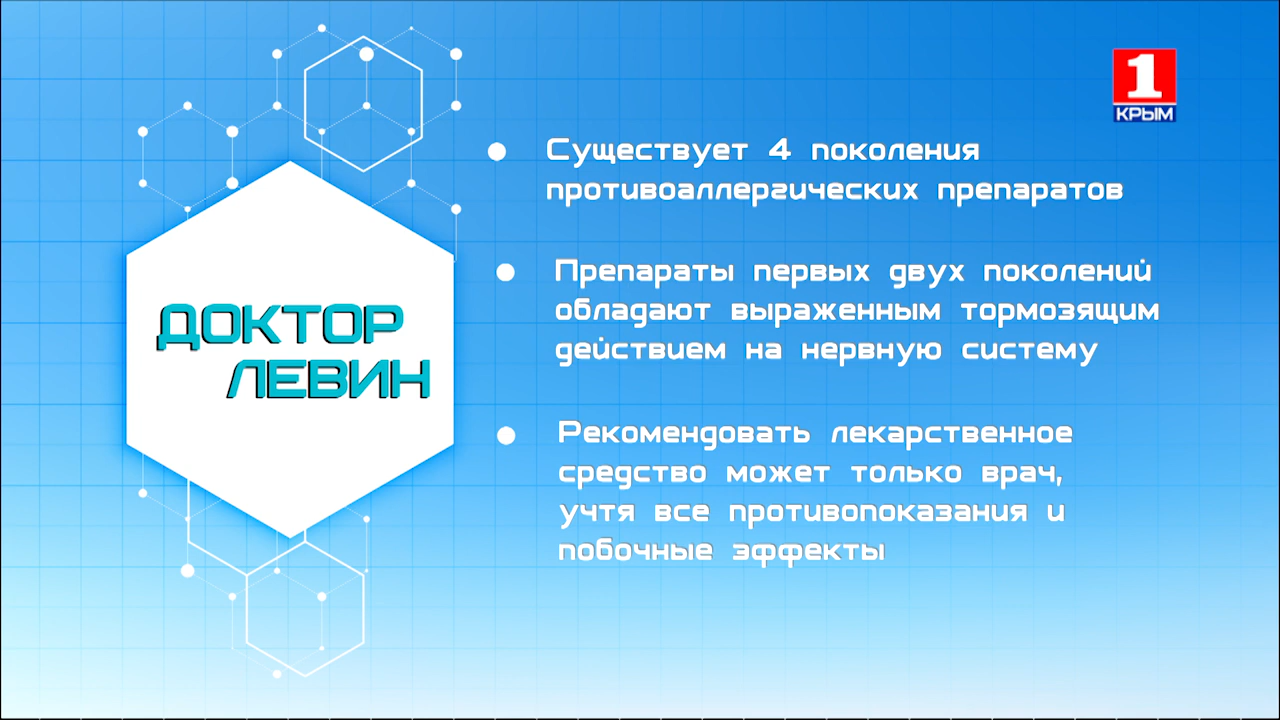 1
КРЫМ
Существует 4 поколения
противоаллергических препаратов
Препараты первых двух поколений
обладают выраженным тормозящим
действием на нервную систему
ДОКТОР
ЛЕВИН
Рекомендовать лекарственное
средство может только врач,
учтя все противопоказания и
побочные эффекты